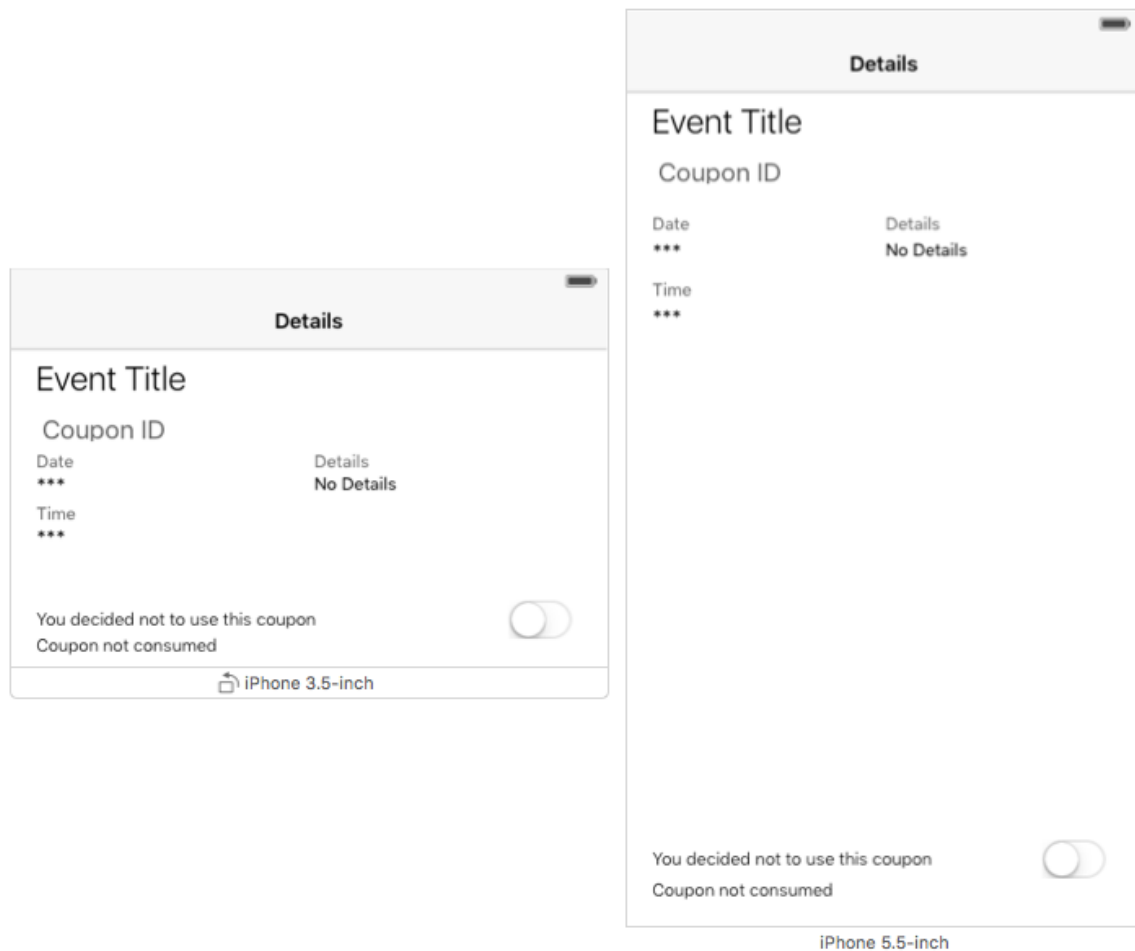 Details
Event Title
Coupon ID
Date Details
*** No Details
Time
***
You decided not to use this coupon
Coupon not consumed
iPhone 3.5-inch
Details
Event Title
Coupon ID
Date Details
*** No Details
Time
***
You decided not to use this coupon
Coupon not consumed
iPhone 5.5-inch